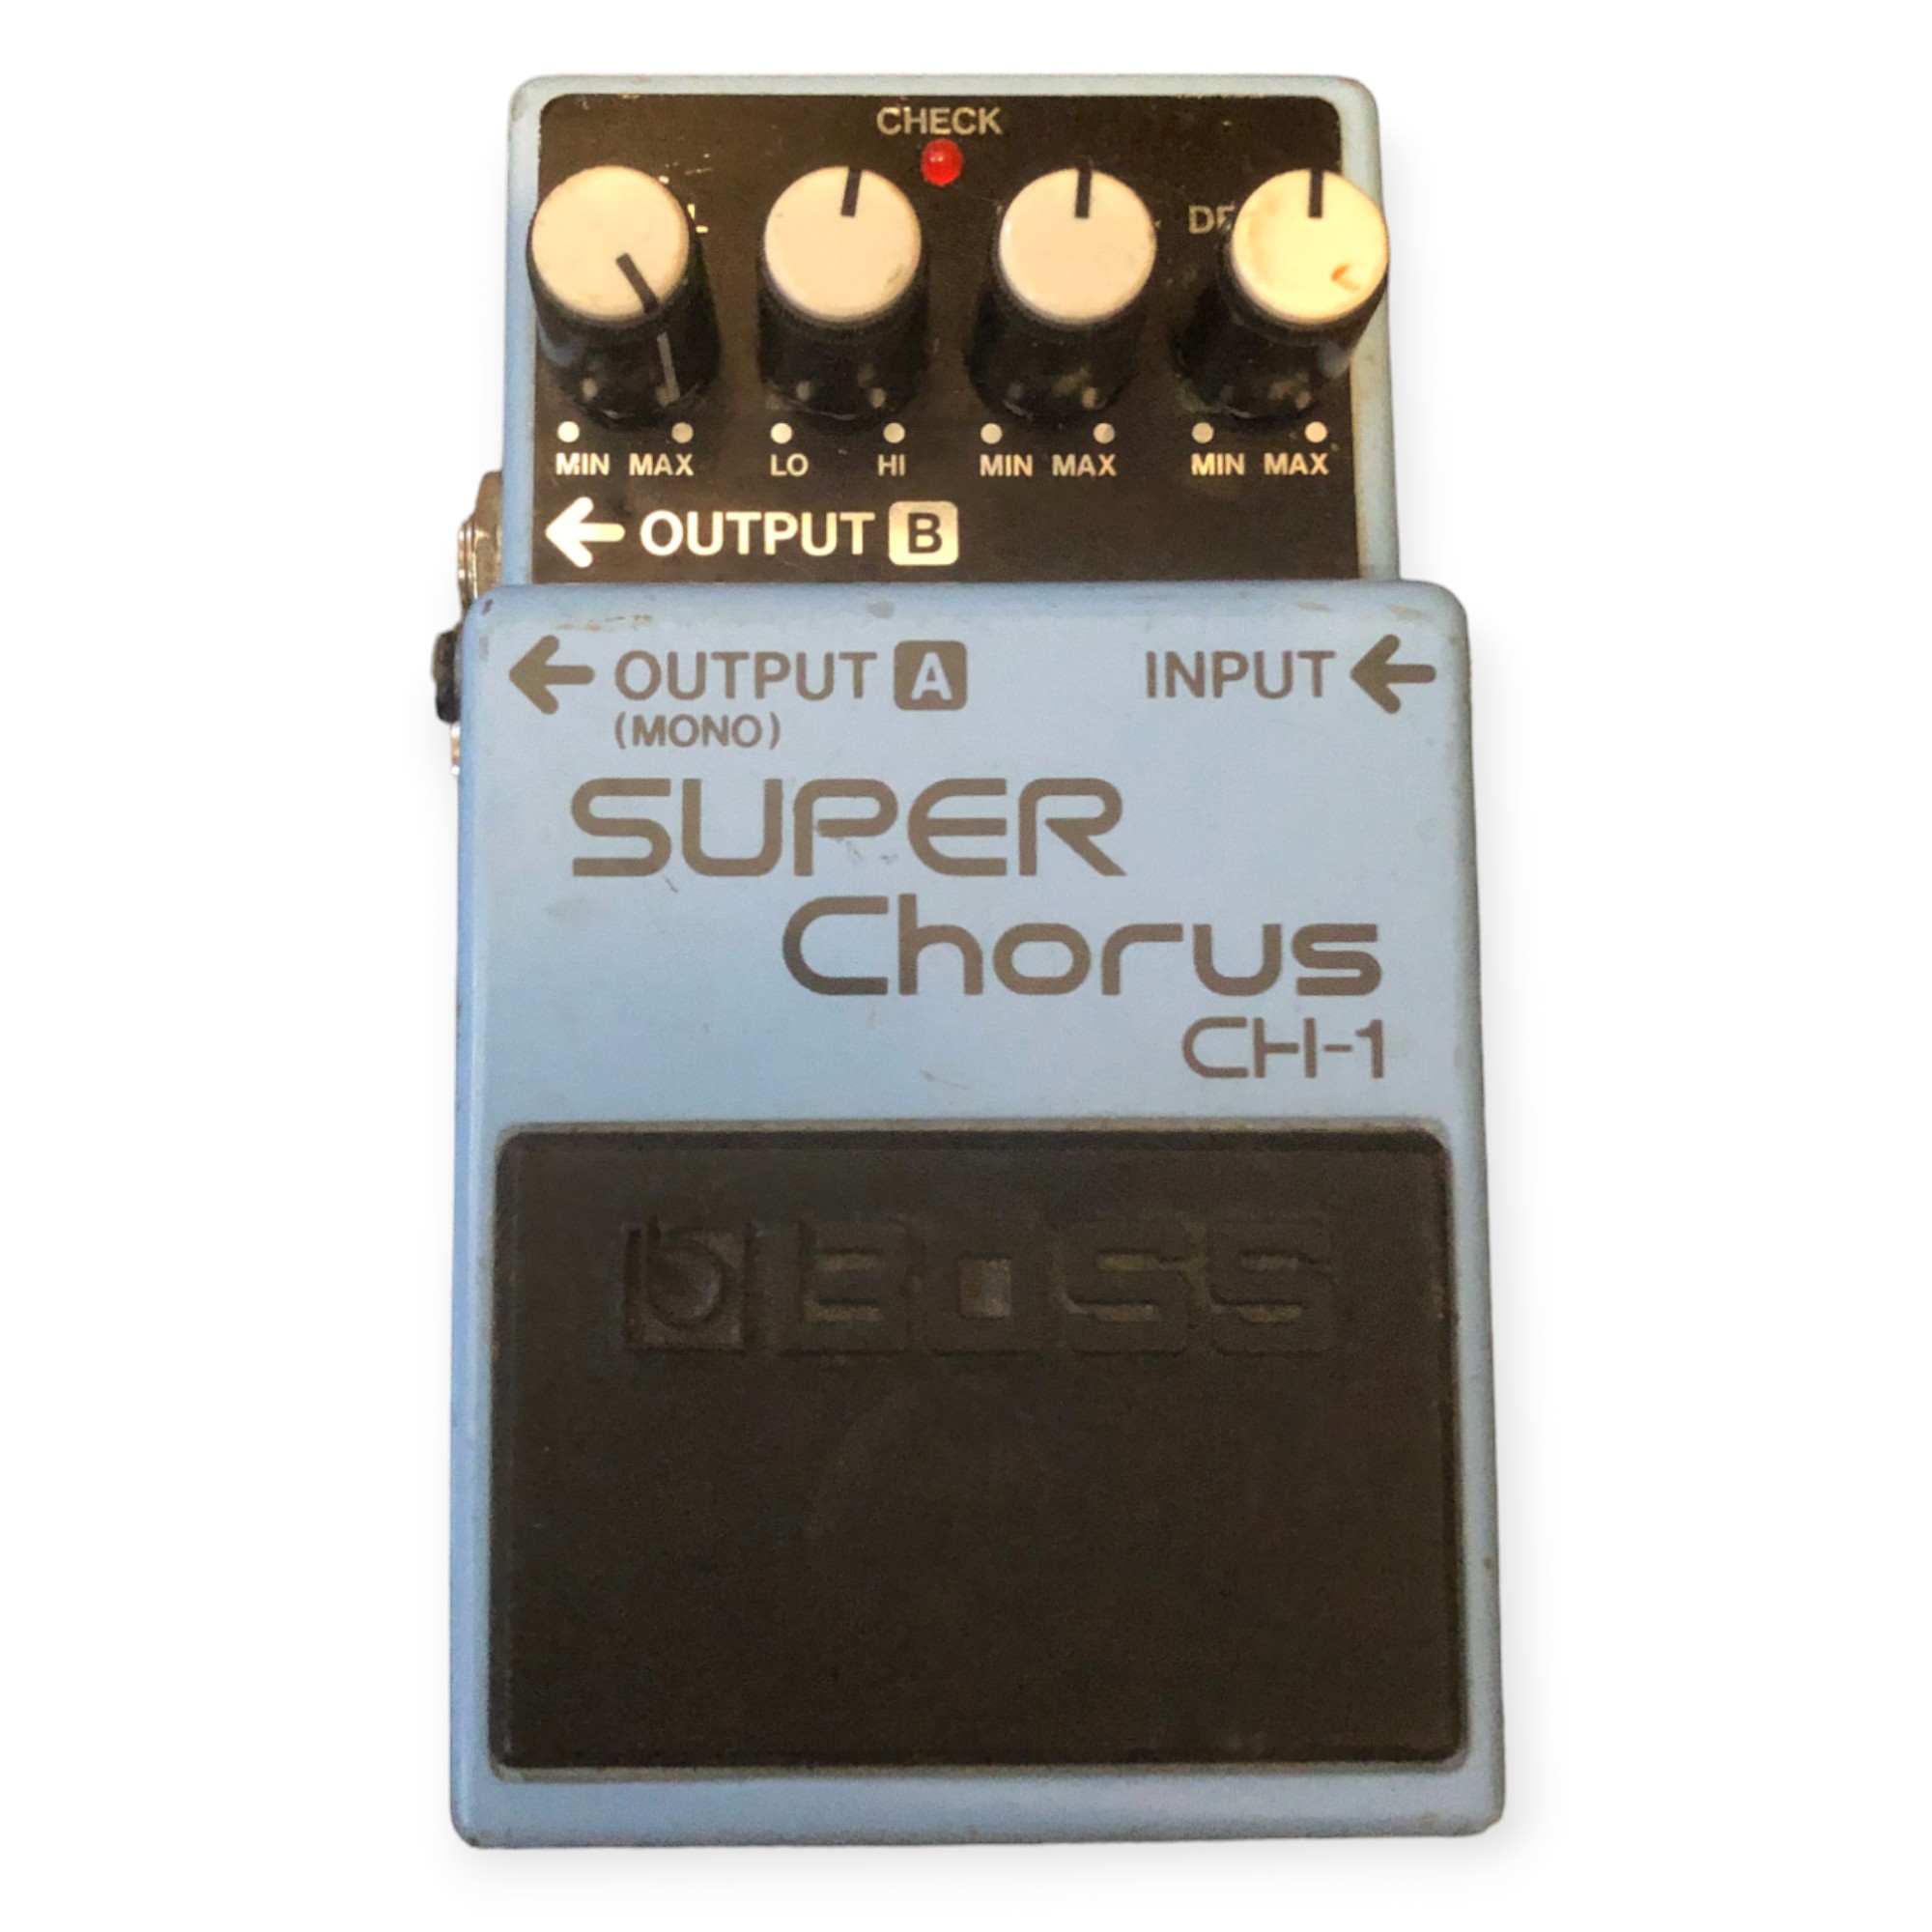 CHECK
MIN MAX LO HI MIN MAX MIN MAX
← OUTPUT B
← OUTPUT A INPUT ←
(MONO)
SUPER
Chorus
CH-1
BOSS